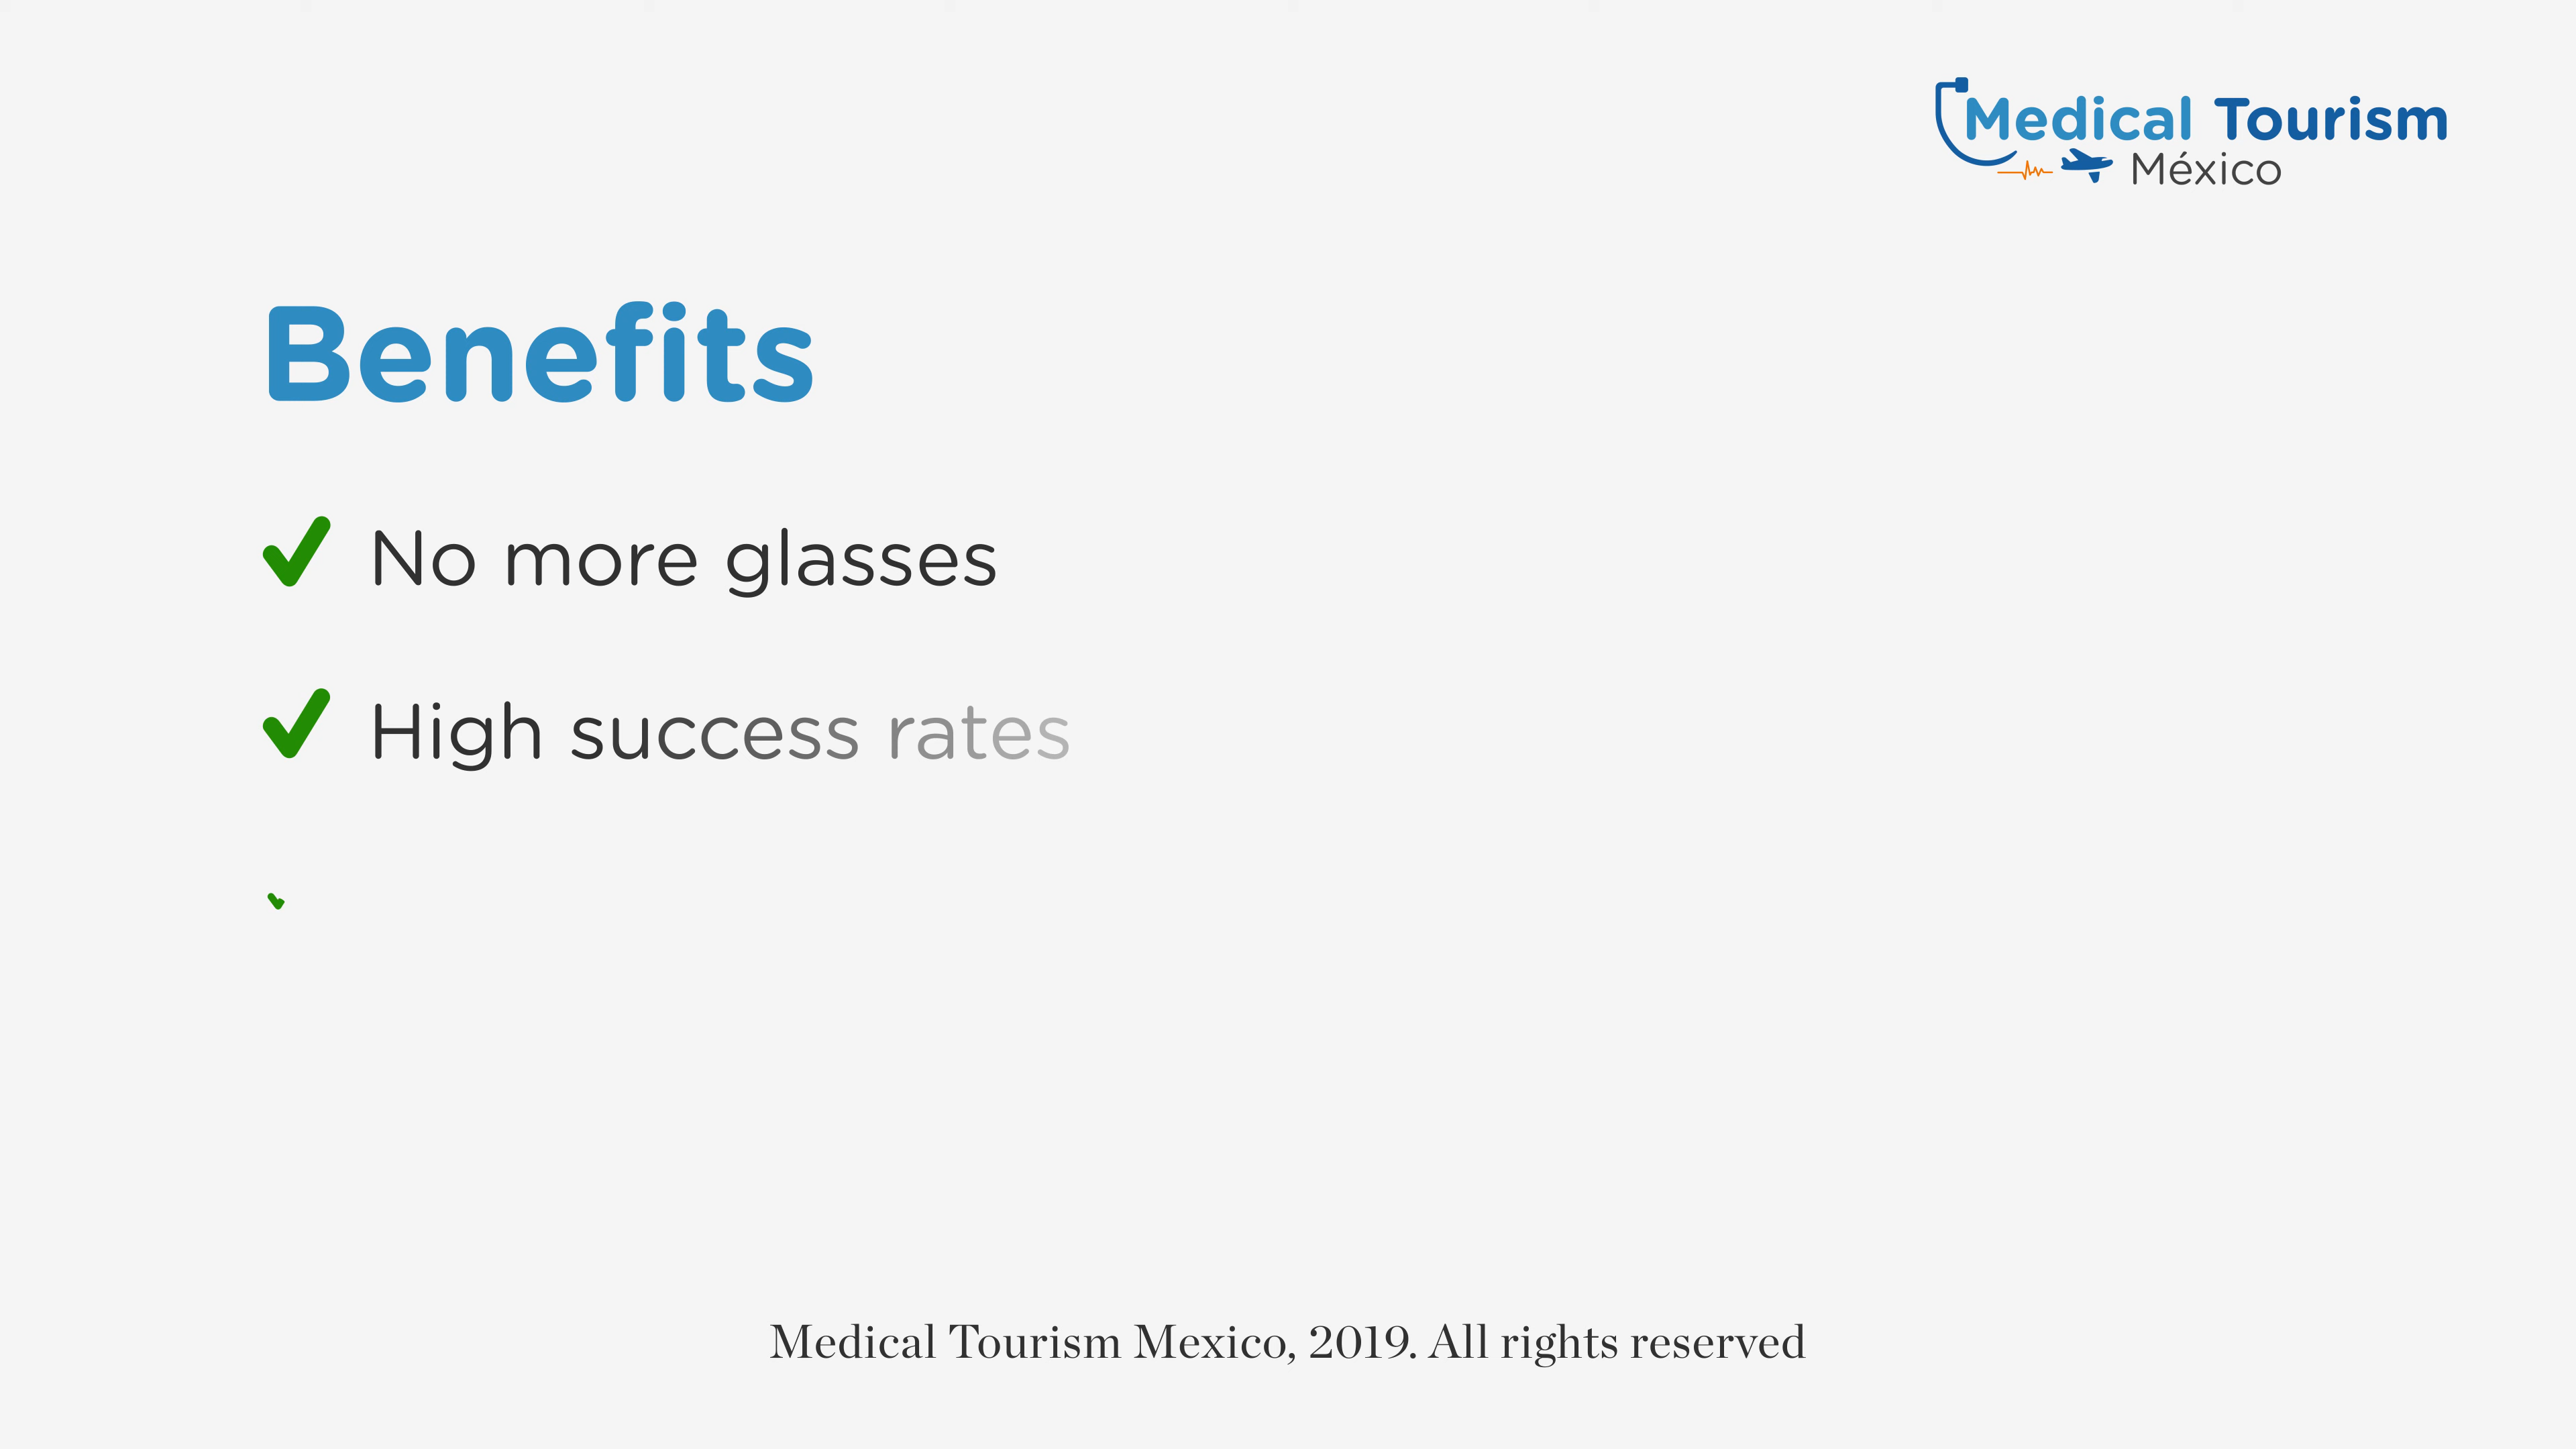 Medical Tourism
México
Benefits
No more glasses
High success rates
Medical Tourism Mexico, 2019. All rights reserved